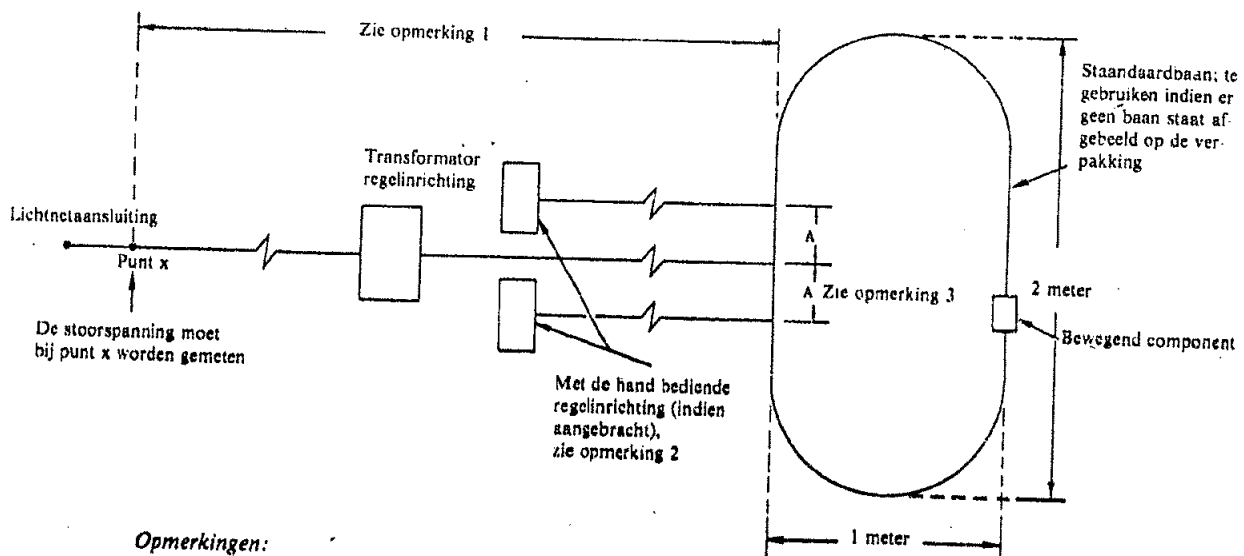 Zie opmerking 1
Staandaardbaan; te
gebruiken indien er
geen baan staat af-
gebeeld op de ver-
pakking
Transformator
regelinrichting
Lichtnetaansluiting
Punt x
A
A Zie opmerking 3
2 meter
Bewegend component
De stoorspanning moet
bij punt x worden gemeten
Met de hand bediende
regelinrichting (indien
aangebracht),
zie opmerking 2
1 meter
Opmerkingen: